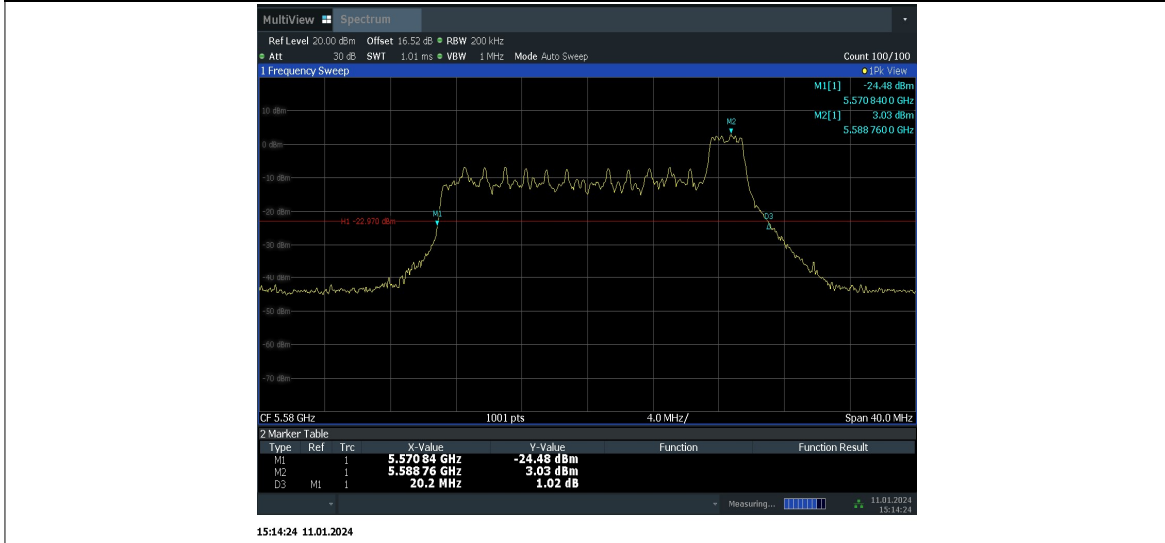 MultiView Spectrum
Ref Level 20.00 dBm Offset 16.52 dB RBW 200 kHz
Att 30 dB SWT 1.01 ms VBW 1 MHz Mode Auto Sweep Count 100/100
1 Frequency Sweep 1Pk View
M1[1] -24.48 dBm
5.570 840 0 GHz
10 dBm
M2[1] 3.03 dBm
M2
5.588 760 0 GHz
0 dBm
-10 dBm
-20 dBm
M1
D3
H1 -22.970 dBm
-30 dBm
-40 dBm
-50 dBm
-60 dBm
-70 dBm
CF 5.58 GHz 1001 pts 4.0 MHz/ Span 40.0 MHz
2 Marker Table
Type Ref Trc X-Value Y-Value Function Function Result
M1 1 5.570 84 GHz -24.48 dBm
M2 1 5.588 76 GHz 3.03 dBm
D3 M1 1 20.2 MHz 1.02 dB
Measuring... 11.01.2024
15:14:24
15:14:24 11.01.2024